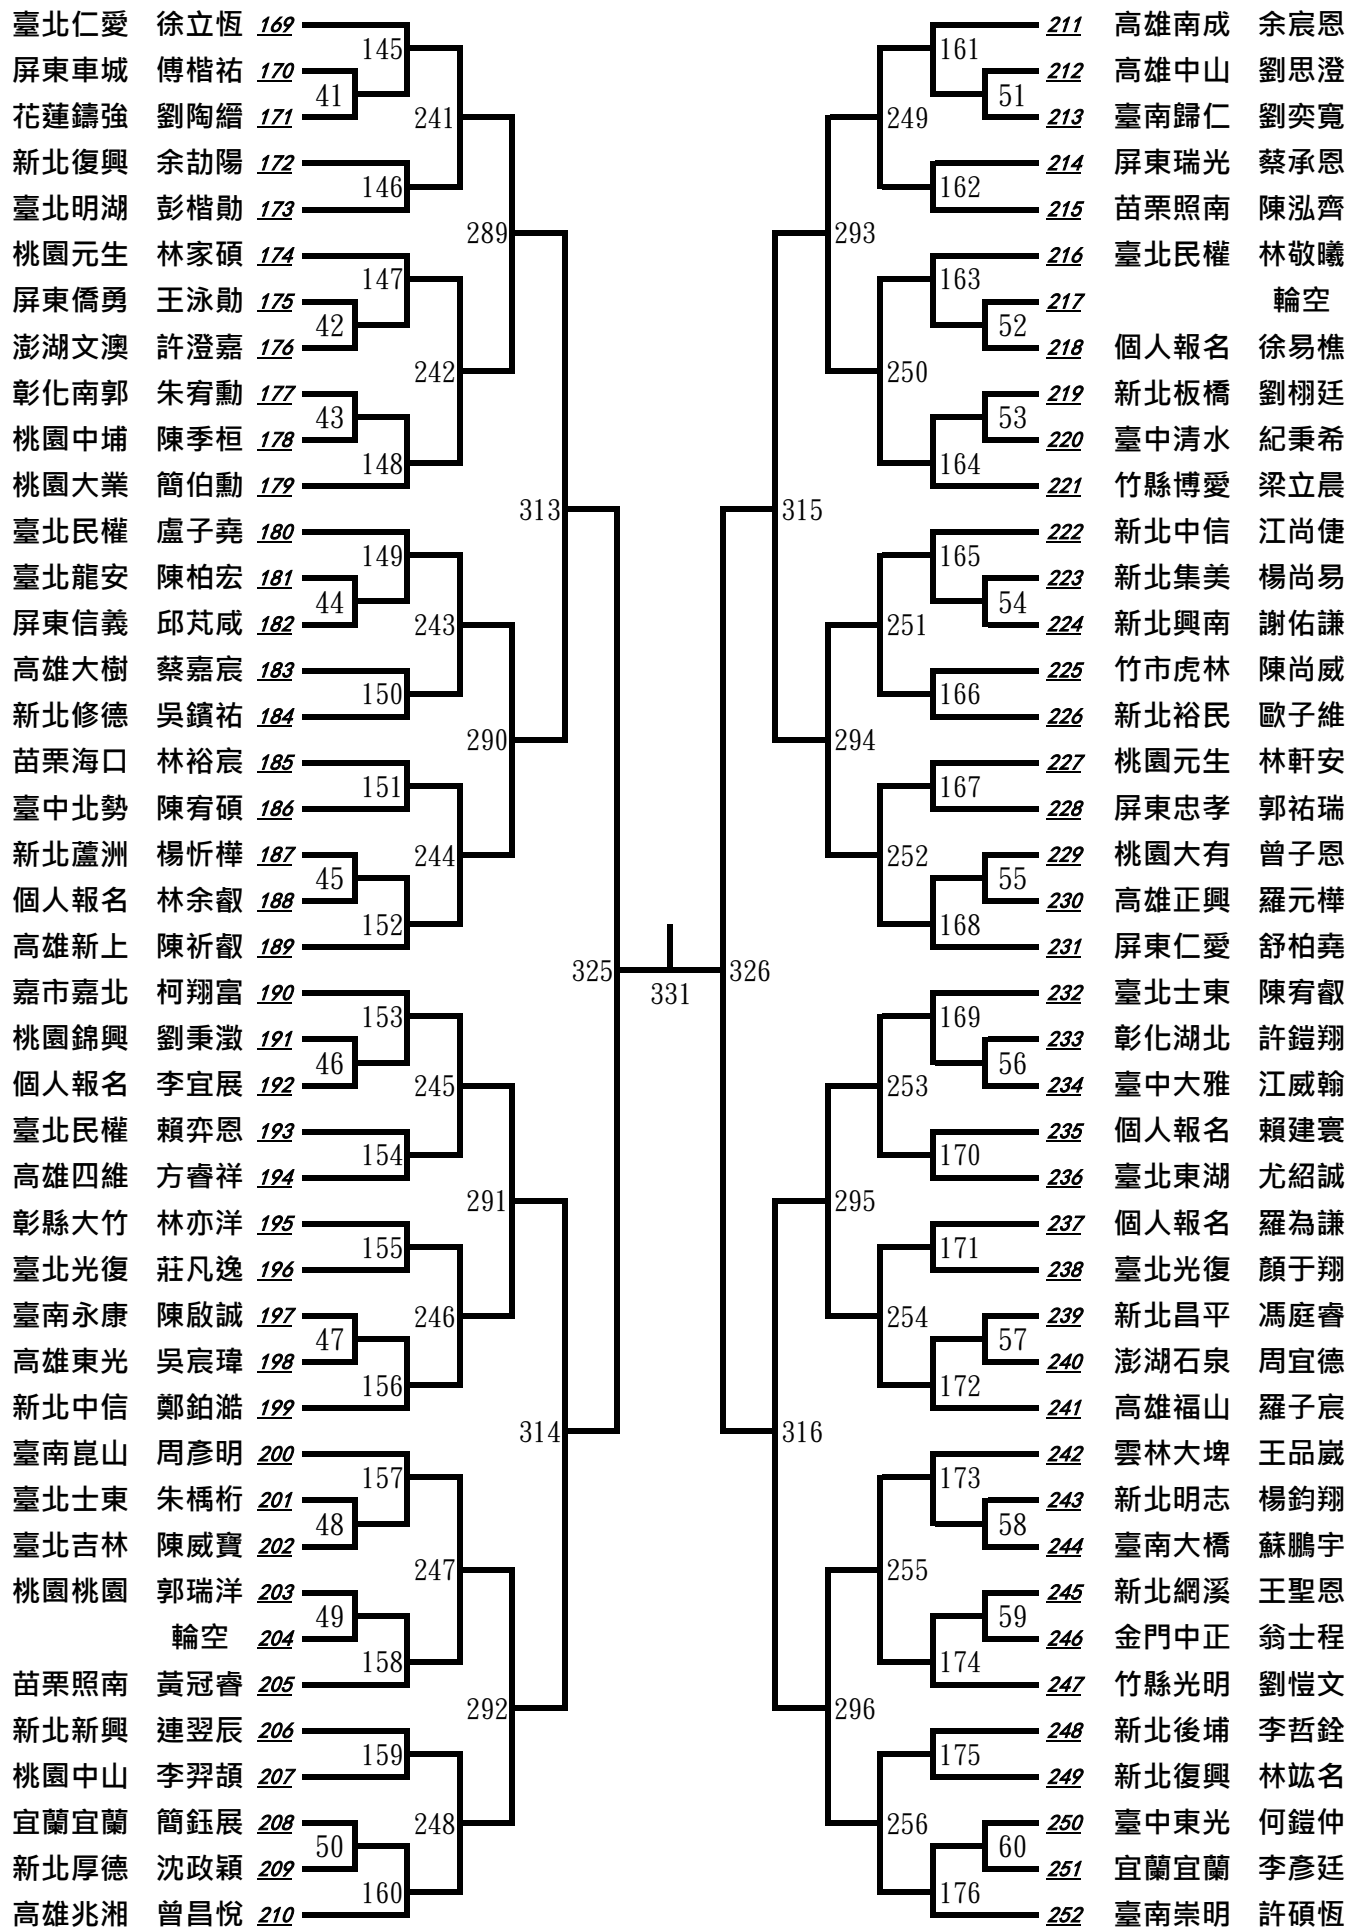 臺北仁愛 徐立恆 169
屏東車城 傅楷祐 170
花蓮鑄強 劉陶縉 171
新北復興 余劼陽 172
臺北明湖 彭楷勛 173
桃園元生 林家碩 174
屏東僑勇 王泳勛 175
澎湖文澳 許澄嘉 176
彰化南郭 朱宥勳 177
桃園中埔 陳季桓 178
桃園大業 簡伯勳 179
臺北民權 盧子堯 180
臺北龍安 陳柏宏 181
屏東信義 邱芃咸 182
高雄大樹 蔡嘉宸 183
新北修德 吳鑌祐 184
苗栗海口 林裕宸 185
臺中北勢 陳宥碩 186
新北蘆洲 楊忻樺 187
個人報名 林余叡 188
高雄新上 陳祈叡 189
嘉市嘉北 柯翔富 190
桃園錦興 劉秉澂 191
個人報名 李宜展 192
臺北民權 賴弈恩 193
高雄四維 方睿祥 194
彰縣大竹 林亦洋 195
臺北光復 莊凡逸 196
臺南永康 陳啟誠 197
高雄東光 吳宸瑋 198
新北中信 鄭鉑澔 199
臺南崑山 周彥明 200
臺北士東 朱楀桁 201
臺北吉林 陳威寶 202
桃園桃園 郭瑞洋 203
輪空 204
苗栗照南 黃冠睿 205
新北新興 連翌辰 206
桃園中山 李羿頡 207
宜蘭宜蘭 簡鈺展 208
新北厚德 沈政穎 209
高雄兆湘 曾昌悅 210
41
42
43
44
45
46
47
48
49
50
145
146
147
148
149
150
151
152
153
154
155
156
157
158
159
160
241
242
243
244
245
246
247
248
289
290
291
292
313
314
325
331
326
315
316
293
294
295
296
249
250
251
252
253
254
255
256
161
162
163
164
165
166
167
168
169
170
171
172
173
174
175
176
51
52
53
54
55
56
57
58
59
60
211 高雄南成 余宸恩
212 高雄中山 劉思澄
213 臺南歸仁 劉奕寬
214 屏東瑞光 蔡承恩
215 苗栗照南 陳泓齊
216 臺北民權 林敬曦
217 輪空
218 個人報名 徐易樵
219 新北板橋 劉栩廷
220 臺中清水 紀秉希
221 竹縣博愛 梁立晨
222 新北中信 江尚倢
223 新北集美 楊尚易
224 新北興南 謝佑謙
225 竹市虎林 陳尚威
226 新北裕民 歐子維
227 桃園元生 林軒安
228 屏東忠孝 郭祐瑞
229 桃園大有 曾子恩
230 高雄正興 羅元樺
231 屏東仁愛 舒柏堯
232 臺北士東 陳宥叡
233 彰化湖北 許鎧翔
234 臺中大雅 江威翰
235 個人報名 賴建寰
236 臺北東湖 尤紹誠
237 個人報名 羅為謙
238 臺北光復 顏于翔
239 新北昌平 馮庭睿
240 澎湖石泉 周宜德
241 高雄福山 羅子宸
242 雲林大埤 王品崴
243 新北明志 楊鈞翔
244 臺南大橋 蘇鵬宇
245 新北網溪 王聖恩
246 金門中正 翁士程
247 竹縣光明 劉愷文
248 新北後埔 李哲銓
249 新北復興 林竑名
250 臺中東光 何鎧仲
251 宜蘭宜蘭 李彥廷
252 臺南崇明 許碩恆